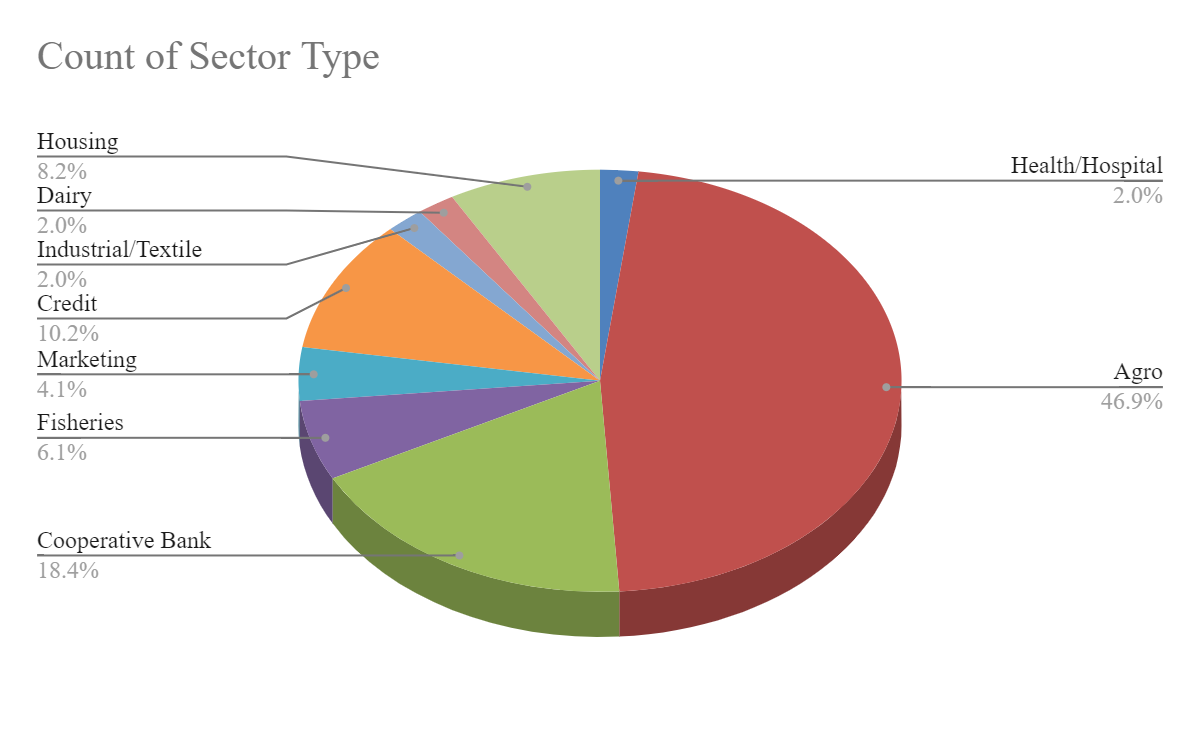 Count of Sector Type
Housing
8.2%
Dairy
2.0%
Industrial/Textile
2.0%
Credit
10.2%
Marketing
4.1%
Fisheries
6.1%
Cooperative Bank
18.4%
Health/Hospital
2.0%
Agro
46.9%